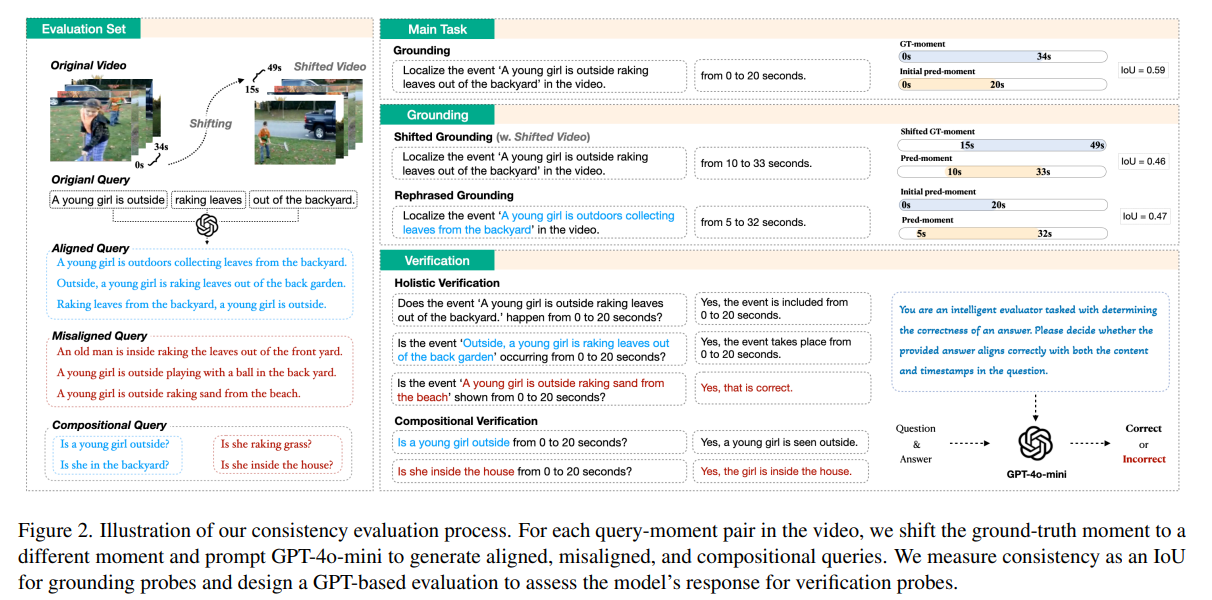 Evaluation Set
Original Video
49s
Shifted Video
15s
Shifting
34s
0s
Origianl Query
A young girl is outside
raking leaves
out of the backyard.
Aligned Query
A young girl is outdoors collecting leaves from the backyard.
Outside, a young girl is raking leaves out of the back garden.
Raking leaves from the backyard, a young girl is outside.
Misaligned Query
An old man is inside raking the leaves out of the front yard.
A young girl is outside playing with a ball in the back yard.
A young girl is outside raking sand from the beach.
Compositional Query
Is a young girl outside?
Is she in the backyard?
Is she raking grass?
Is she inside the house?
Main Task
Grounding
Localize the event ‘A young girl is outside raking
leaves out of the backyard’ in the video.
from 0 to 20 seconds.
GT-moment
0s
34s
Initial pred-moment
0s
20s
IoU = 0.59
Grounding
Shifted Grounding (w. Shifted Video)
Localize the event ‘A young girl is outside raking
leaves out of the backyard’ in the video.
from 10 to 33 seconds.
Shifted GT-moment
15s
49s
Pred-moment
10s
33s
IoU = 0.46
Rephrased Grounding
Localize the event ‘A young girl is outdoors collecting
leaves from the backyard’ in the video.
from 5 to 32 seconds.
Initial pred-moment
0s
20s
Pred-moment
5s
32s
IoU = 0.47
Verification
Holistic Verification
Does the event ‘A young girl is outside raking leaves
out of the backyard.’ happen from 0 to 20 seconds?
Yes, the event is included from
0 to 20 seconds.
Is the event ‘Outside, a young girl is raking leaves out
of the back garden’ occurring from 0 to 20 seconds?
Yes, the event takes place from
0 to 20 seconds.
Is the event ‘A young girl is outside raking sand from
the beach’ shown from 0 to 20 seconds?
Yes, that is correct.
Compositional Verification
Is a young girl outside from 0 to 20 seconds?
Yes, a young girl is seen outside.
Is she inside the house from 0 to 20 seconds?
Yes, the girl is inside the house.
You are an intelligent evaluator tasked with determining
the correctness of an answer. Please decide whether the
provided answer aligns correctly with both the content
and timestamps in the question.
Question
&
Answer
GPT-4o-mini
Correct
or
Incorrect
Figure 2. Illustration of our consistency evaluation process. For each query-moment pair in the video, we shift the ground-truth moment to a
different moment and prompt GPT-4o-mini to generate aligned, misaligned, and compositional queries. We measure consistency as an IoU
for grounding probes and design a GPT-based evaluation to assess the model’s response for verification probes.